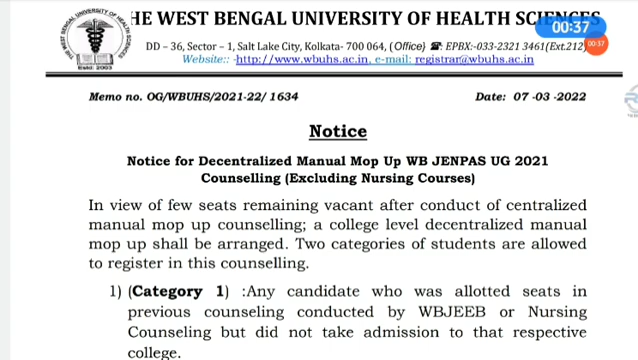 THE WEST BENGAL UNIVERSITY OF HEALTH SCIENCES
DD – 36, Sector – 1, Salt Lake City, Kolkata- 700 064, (Office) ☎: EPBX:-033-2321 3461(Ext.212)
Website:: -http://www.wbuhs.ac.in, e-mail: registrar@wbuhs.ac.in
00:37
00:37
Memo no. OG/WBUHS/2021-22/ 1634 Date: 07 -03 -2022
Notice
Notice for Decentralized Manual Mop Up WB JENPAS UG 2021
Counselling (Excluding Nursing Courses)
In view of few seats remaining vacant after conduct of centralized
manual mop up counselling; a college level decentralized manual
mop up shall be arranged. Two categories of students are allowed
to register in this counselling.
1) (Category 1) :Any candidate who was allotted seats in
previous counseling conducted by WBJEEB or Nursing
Counseling but did not take admission to that respective
college.